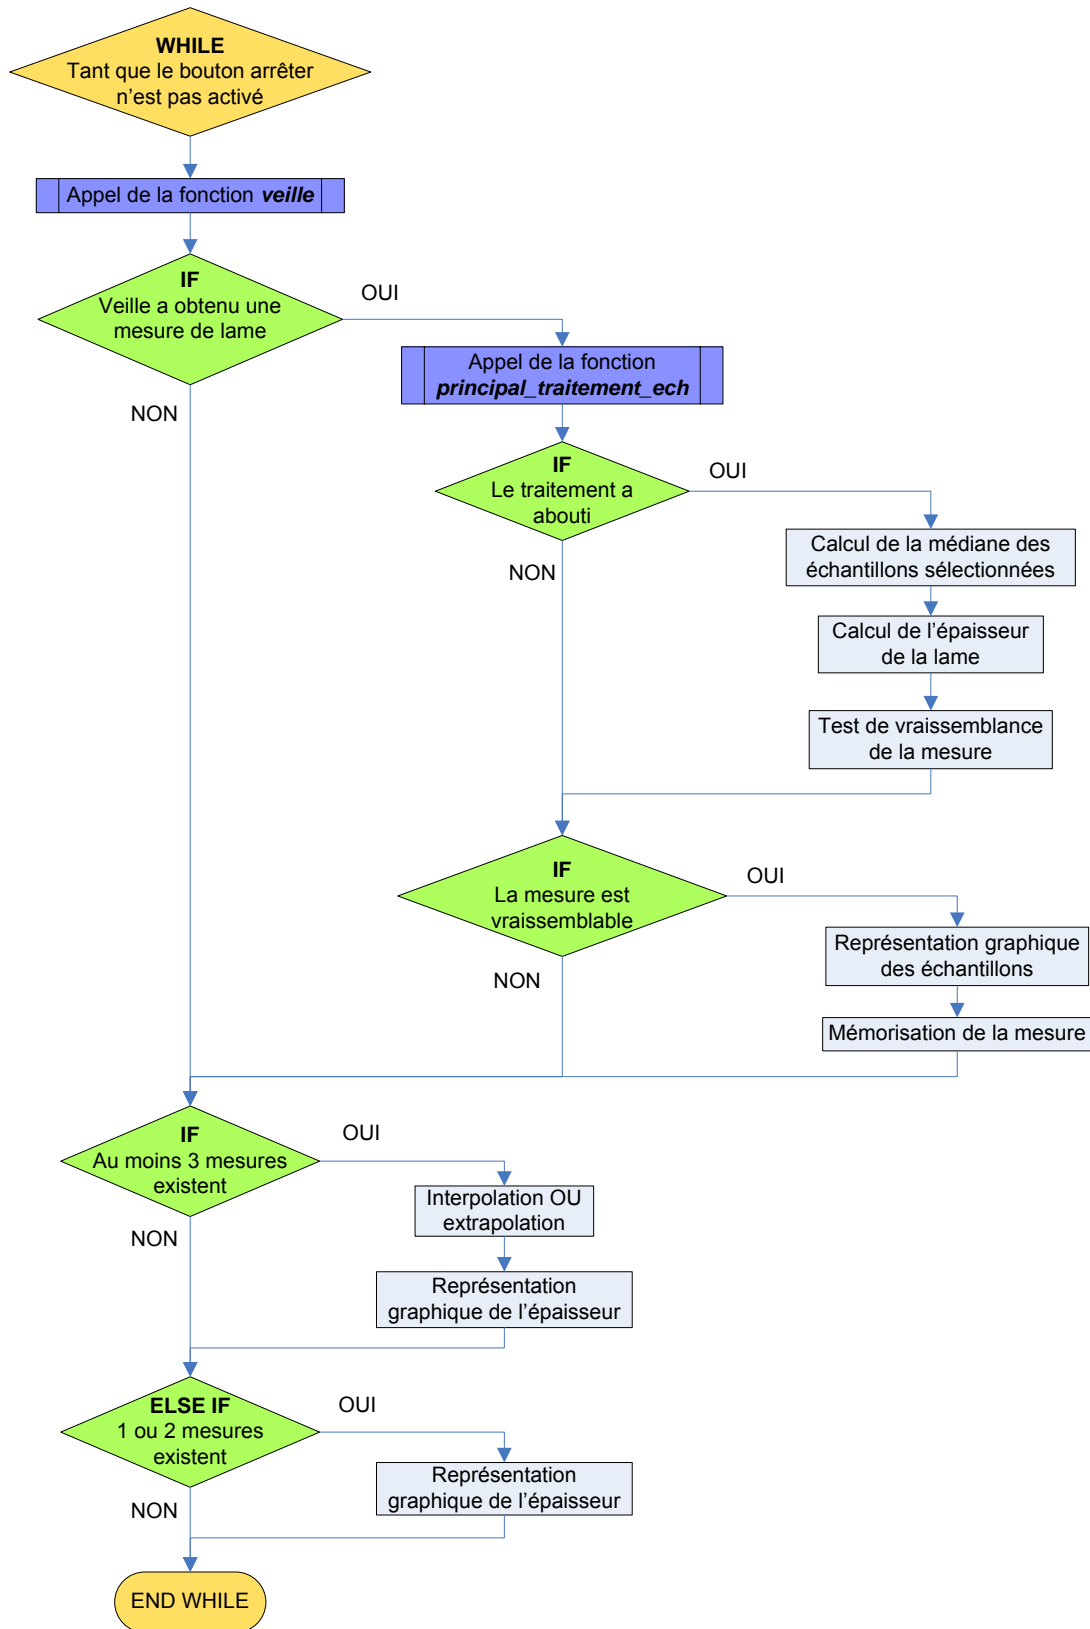 WHILE
Tant que le bouton arrêter
n’est pas activé
Appel de la fonction veille
IF
Veille a obtenu une
mesure de lame
OUI
NON
Appel de la fonction
principal_traitement_ech
IF
Le traitement a
abouti
OUI
NON
Calcul de la médiane des
échantillons sélectionnées
Calcul de l’épaisseur
de la lame
Test de vraissemblance
de la mesure
IF
La mesure est
vraissemblable
OUI
NON
Représentation graphique
des échantillons
Mémorisation de la mesure
IF
Au moins 3 mesures
existent
OUI
NON
Interpolation OU
extrapolation
Représentation
graphique de l’épaisseur
ELSE IF
1 ou 2 mesures
existent
OUI
NON
Représentation
graphique de l’épaisseur
END WHILE